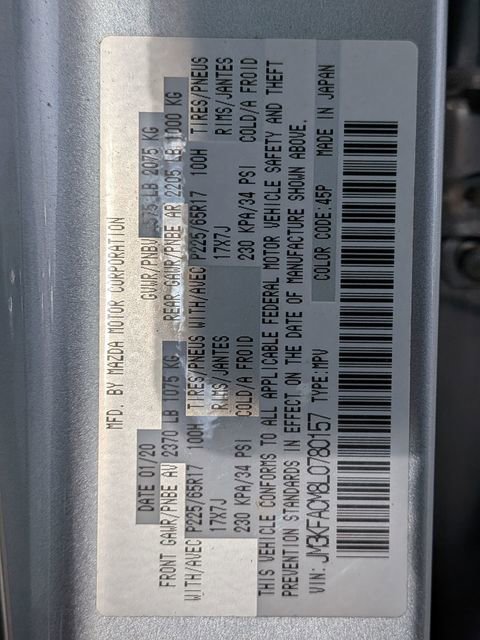 MFD. BY MAZDA MOTOR CORPORATION
DATE 01/20 GVWR/PNBV 4575 LB 2075 KG
FRONT GAWR/PNBE AV 2370 LB 1075 KG REAR GAWR/PNBE AR 2205 LB 1000 KG
WITH/AVEC P225/65R17 100H TIRES/PNEUS WITH/AVEC P225/65R17 100H TIRES/PNEUS
17X7J RIMS/JANTES 17X7J RIMS/JANTES
230 KPA/34 PSI COLD/A FROID 230 KPA/34 PSI COLD/A FROID
THIS VEHICLE CONFORMS TO ALL APPLICABLE FEDERAL MOTOR VEHICLE SAFETY AND THEFT
PREVENTION STANDARDS IN EFFECT ON THE DATE OF MANUFACTURE SHOWN ABOVE.
VIN: JM3KFACM8L0780157 TYPE:MPV COLOR CODE:45P MADE IN JAPAN